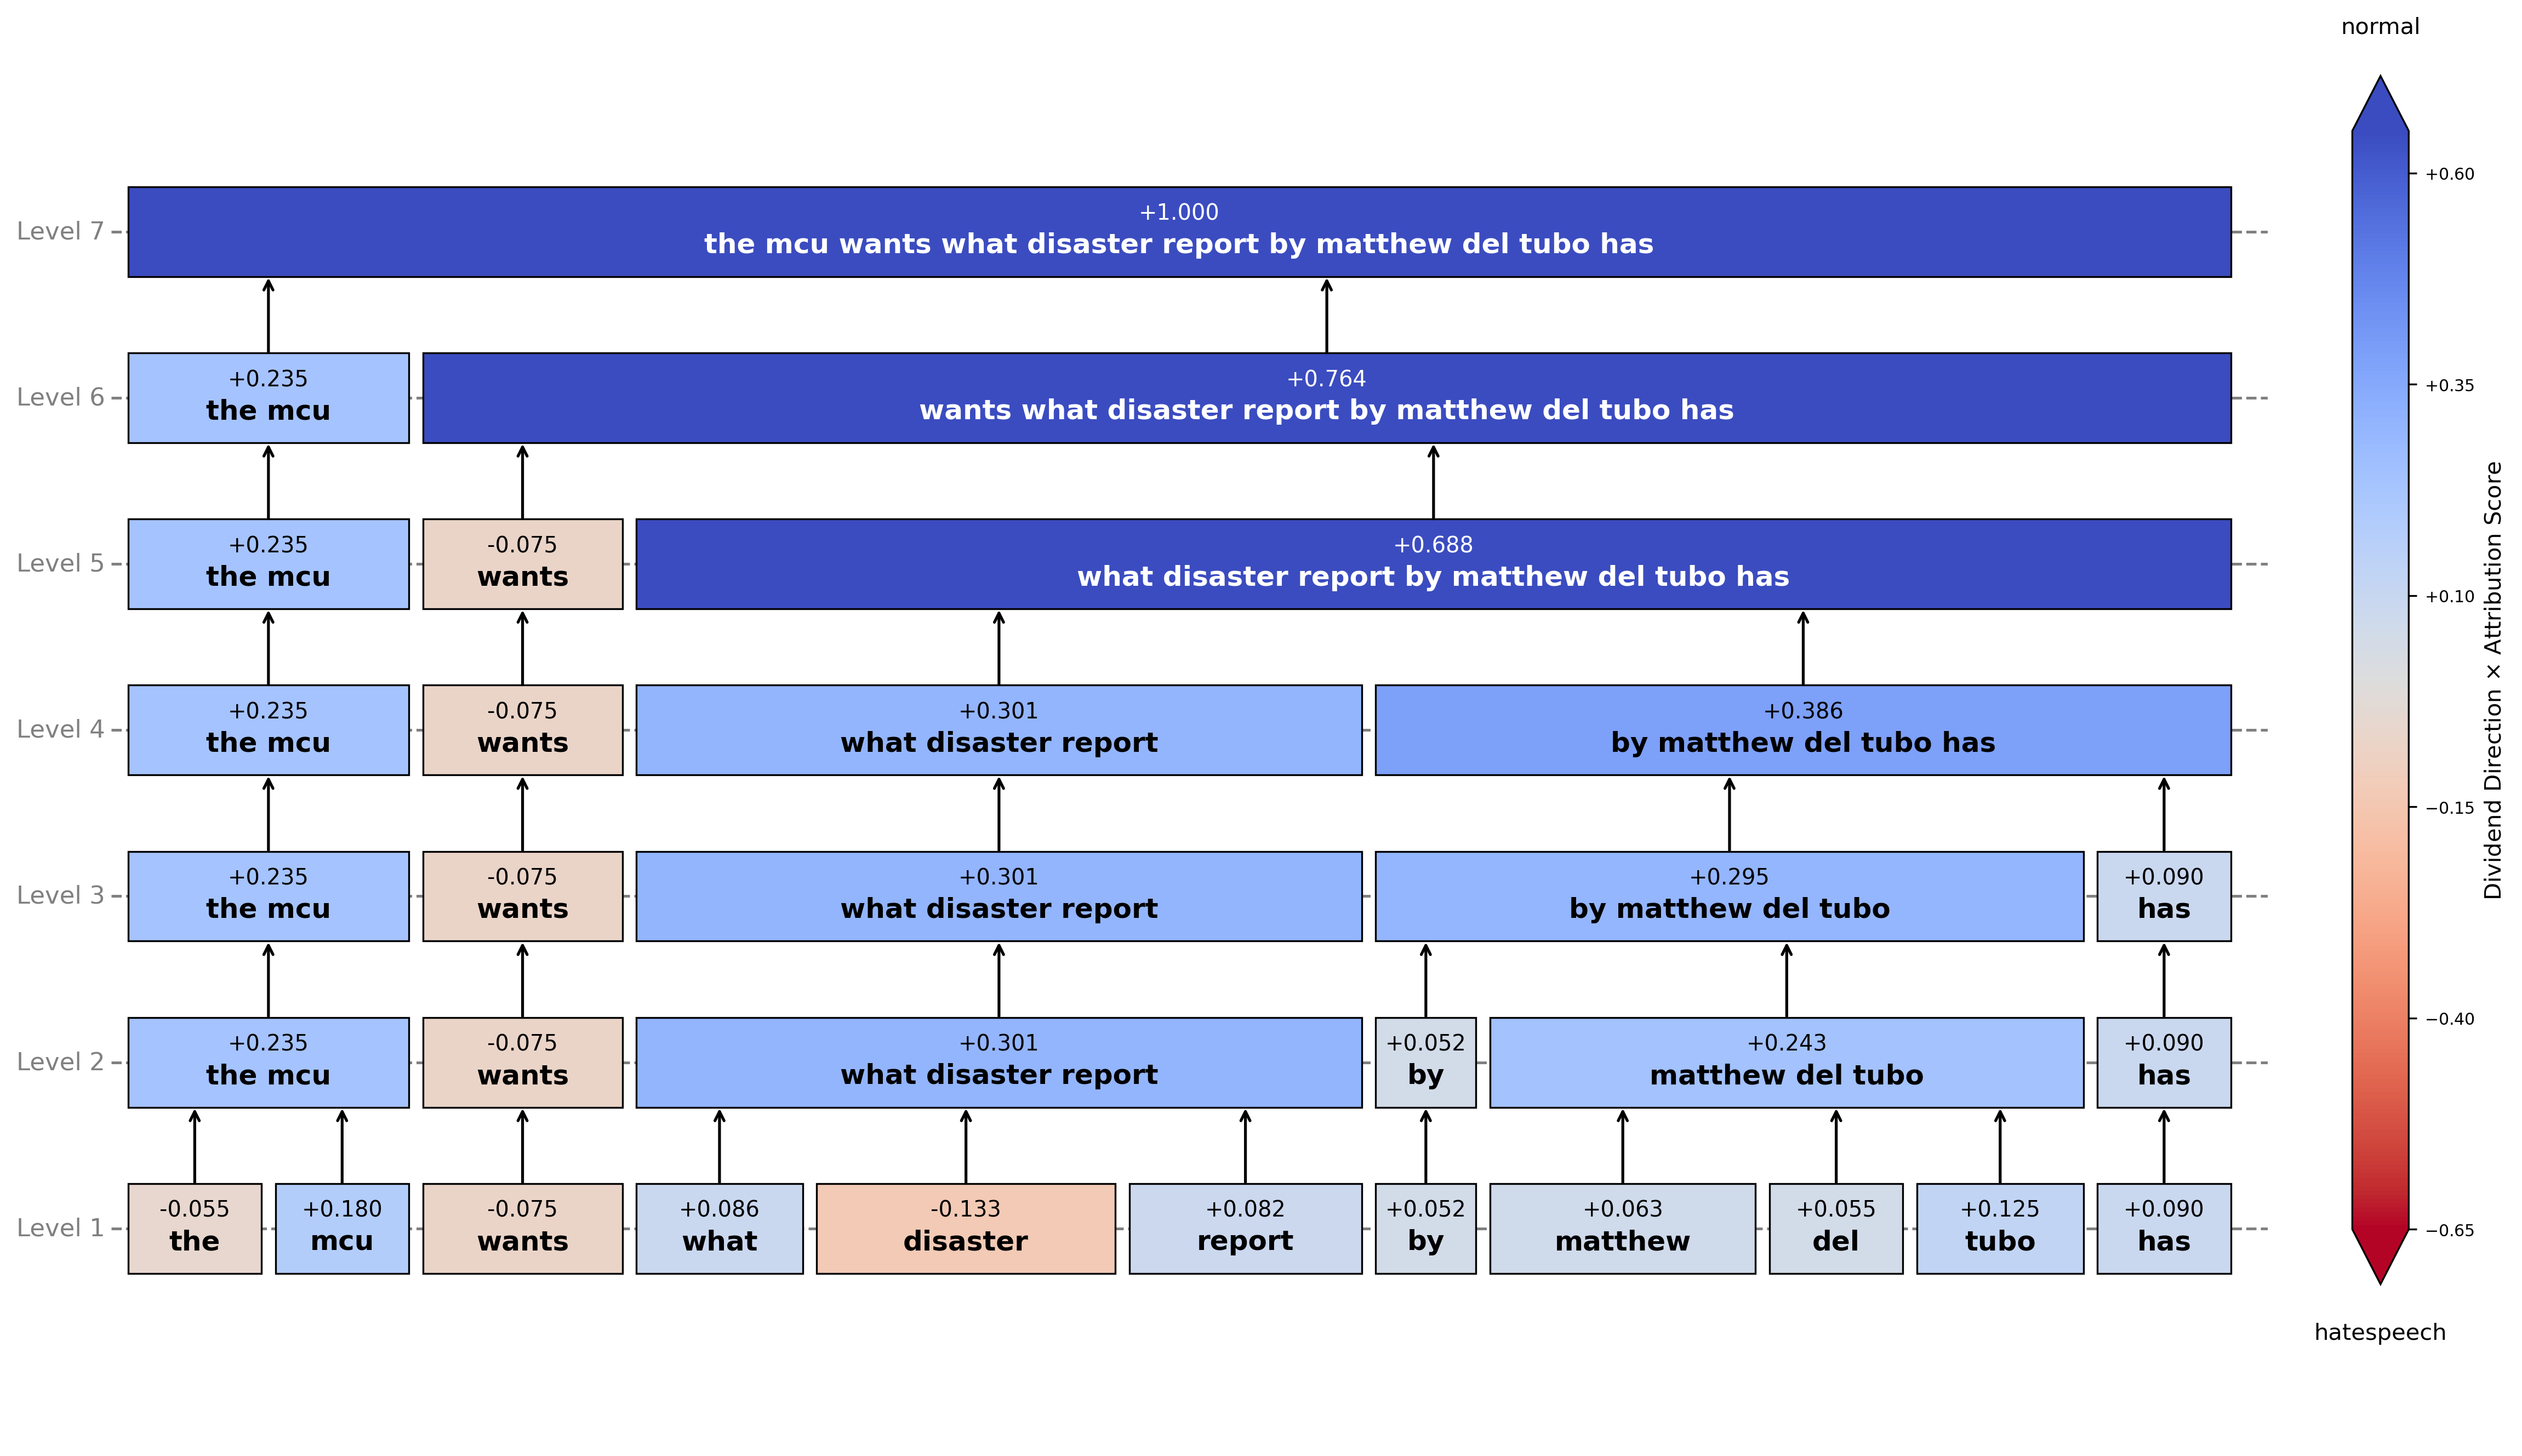 normal
Level 7
+1.000
the mcu wants what disaster report by matthew del tubo has
Level 6
+0.235
the mcu
+0.764
wants what disaster report by matthew del tubo has
Level 5
+0.235
the mcu
-0.075
wants
+0.688
what disaster report by matthew del tubo has
Level 4
+0.235
the mcu
-0.075
wants
+0.301
what disaster report
+0.386
by matthew del tubo has
Level 3
+0.235
the mcu
-0.075
wants
+0.301
what disaster report
+0.295
by matthew del tubo
+0.090
has
Level 2
+0.235
the mcu
-0.075
wants
+0.301
what disaster report
+0.052
by
+0.243
matthew del tubo
+0.090
has
Level 1
-0.055
the
+0.180
mcu
-0.075
wants
+0.086
what
-0.133
disaster
+0.082
report
+0.052
by
+0.063
matthew
+0.055
del
+0.125
tubo
+0.090
has
+0.60
+0.35
+0.10
−0.15
−0.40
−0.65
Dividend Direction × Attribution Score
hatespeech